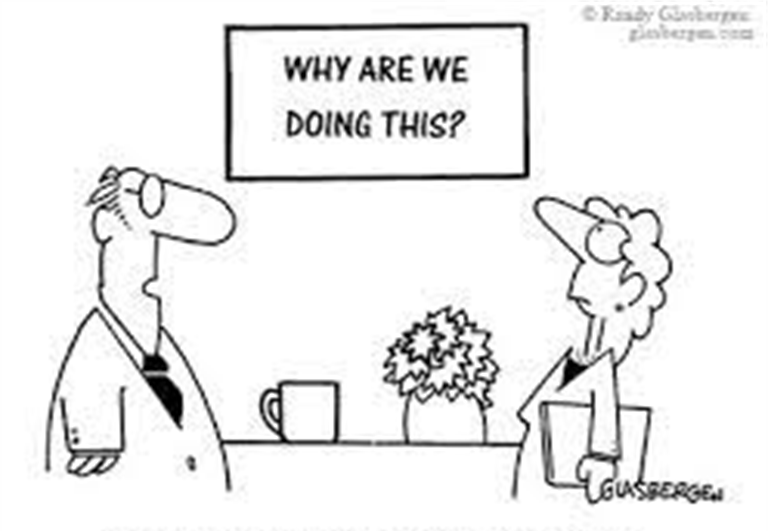 © Randy Glasbergen
glasbergen.com
WHY ARE WE
DOING THIS?
GLASBERGEN